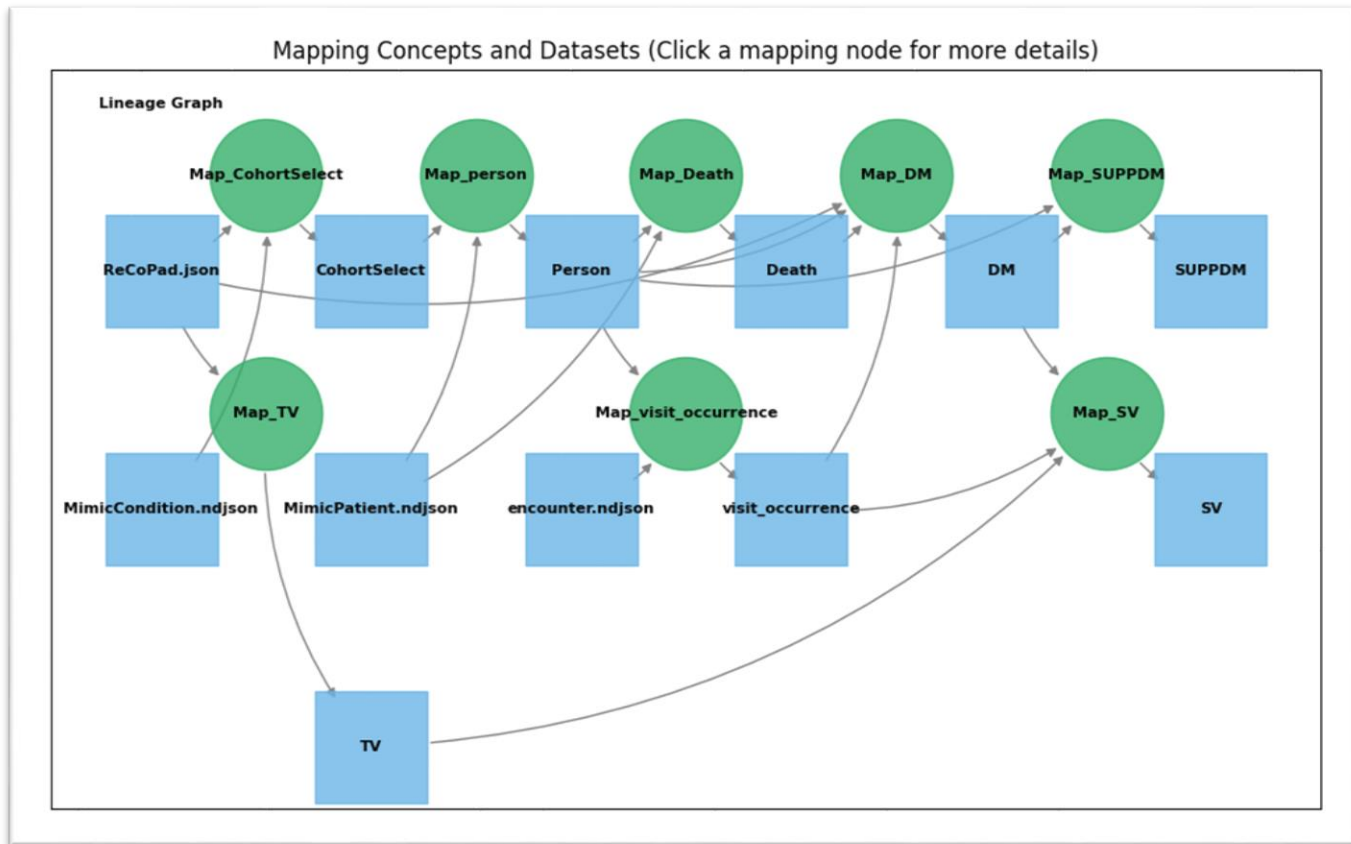 Mapping Concepts and Datasets (Click a mapping node for more details)
Lineage Graph
Map_CohortSelect
Map_person
Map_Death
Map_DM
Map_SUPPDM
ReCoPad.json
CohortSelect
Person
Death
DM
SUPPDM
Map_TV
Map_visit_occurrence
Map_SV
MimicCondition.ndjson
MimicPatient.ndjson
encounter.ndjson
visit_occurrence
SV
TV